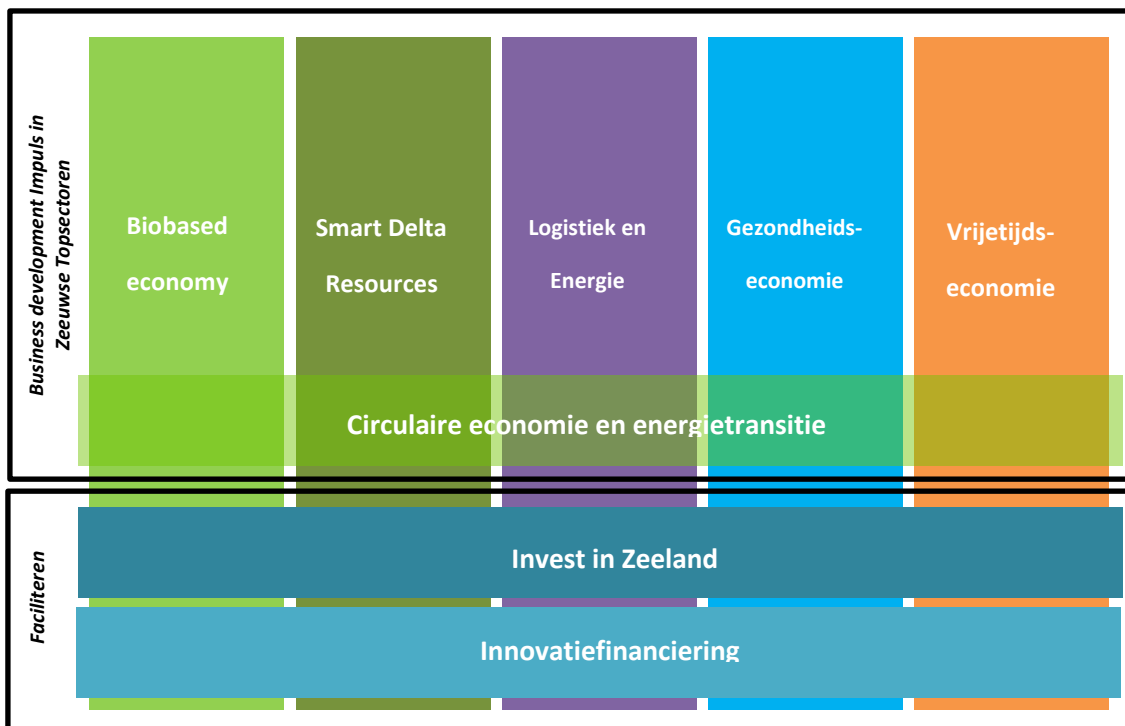 Business development Impuls in
Zeeuwse Topsectoren
Biobased
economy
Smart Delta
Resources
Logistiek en
Energie
Gezondheids-
economie
Vrijetijds-
economie
Circulaire economie en energietransitie
Faciliteren
Invest in Zeeland
Innovatiefinanciering